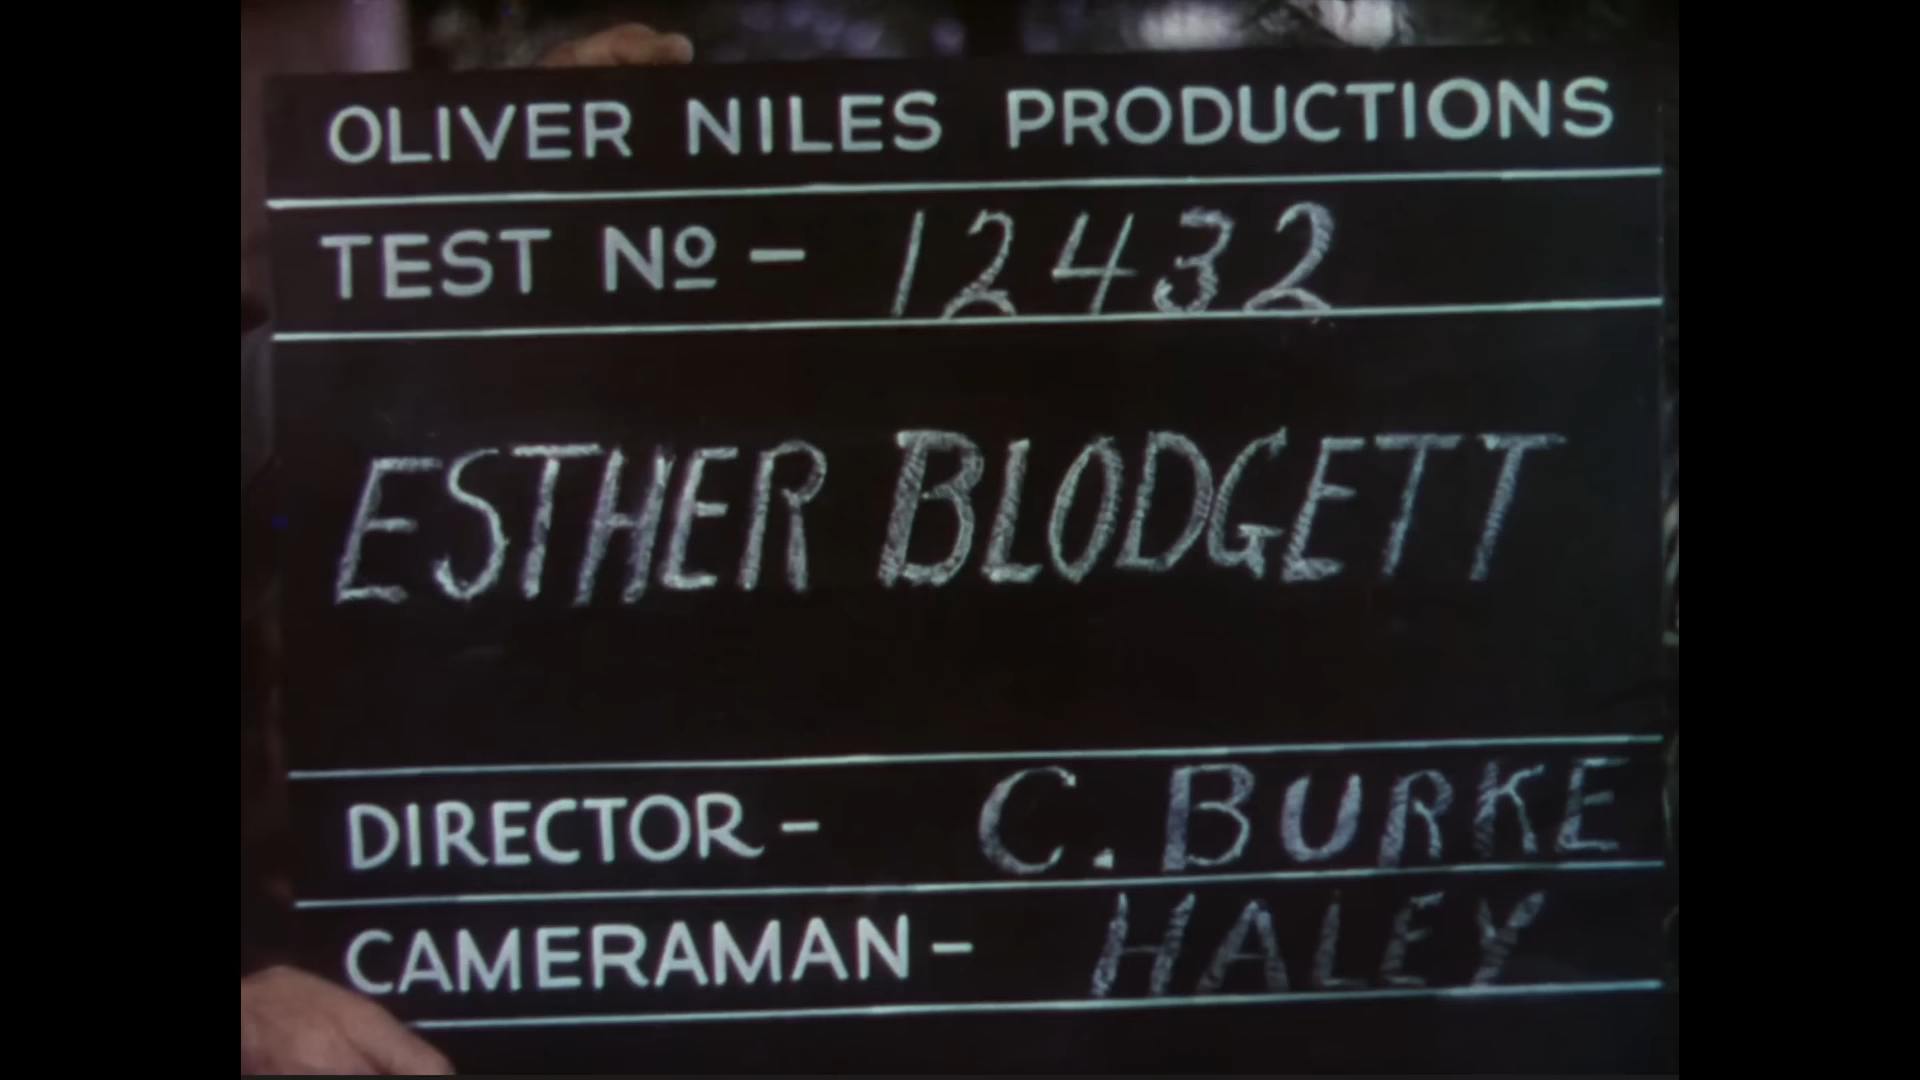 OLIVER NILES PRODUCTIONS
TEST Nº - 12432
ESTHER BLODGETT
DIRECTOR - C. BURKE
CAMERAMAN - HALEY